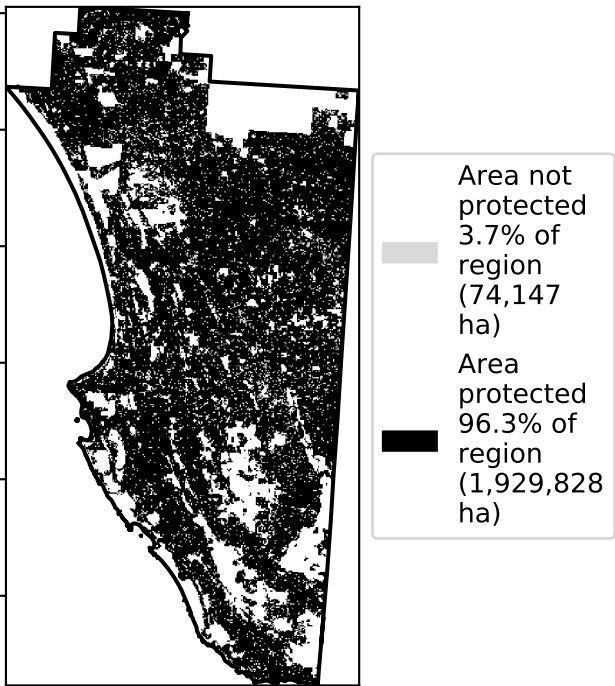 Area not
protected
3.7% of
region
(74,147
ha)
Area
protected
96.3% of
region
(1,929,828
ha)